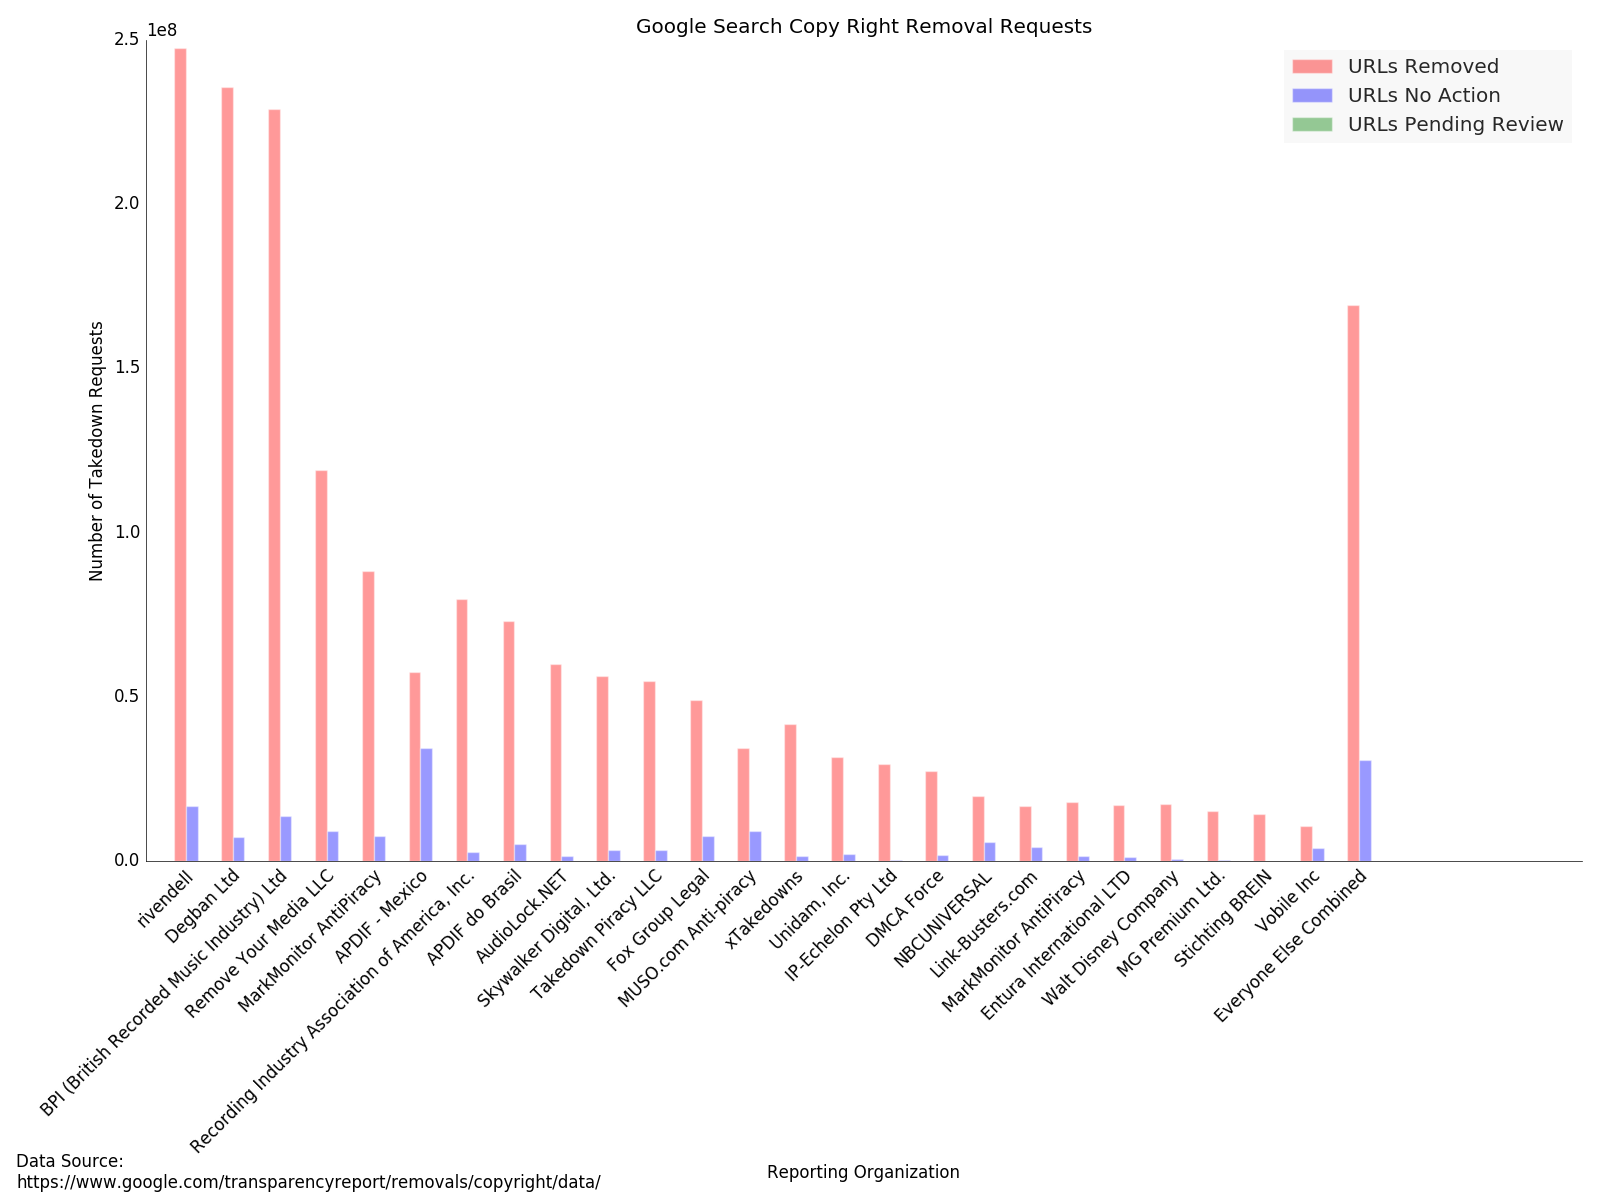 Google Search Copy Right Removal Requests
1e8
2.5
2.0
1.5
1.0
0.5
0.0
Number of Takedown Requests
URLs Removed
URLs No Action
URLs Pending Review
rivendell
Degban Ltd
BPI (British Recorded Music Industry) Ltd
Remove Your Media LLC
MarkMonitor AntiPiracy
APDIF - Mexico
Recording Industry Association of America, Inc.
APDIF do Brasil
AudioLock.NET
Skywalker Digital, Ltd.
Takedown Piracy LLC
Fox Group Legal
MUSO.com Anti-piracy
xTakedowns
Unidam, Inc.
IP-Echelon Pty Ltd
DMCA Force
NBCUNIVERSAL
Link-Busters.com
MarkMonitor AntiPiracy
Entura International LTD
Walt Disney Company
MG Premium Ltd.
Stichting BREIN
Vobile Inc
Everyone Else Combined
Reporting Organization
Data Source:
https://www.google.com/transparencyreport/removals/copyright/data/